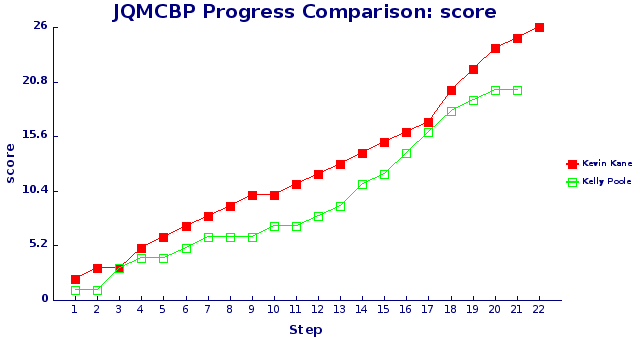 JQMCBP Progress Comparison: score
26
20.8
15.6
10.4
5.2
0
score
1 2 3 4 5 6 7 8 9 10 11 12 13 14 15 16 17 18 19 20 21 22
Step
Kevin Kane
Kelly Poole